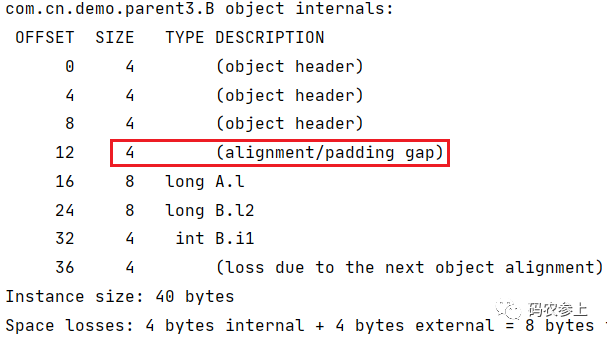 com.cn.demo.parent3.B object internals:
OFFSET SIZE TYPE DESCRIPTION
0 4 (object header)
4 4 (object header)
8 4 (object header)
12 4 (alignment/padding gap)
16 8 long A.l
24 8 long B.l2
32 4 int B.i1
36 4 (loss due to the next object alignment)
Instance size: 40 bytes
Space losses: 4 bytes internal + 4 bytes external = 8 bytes
码农参上